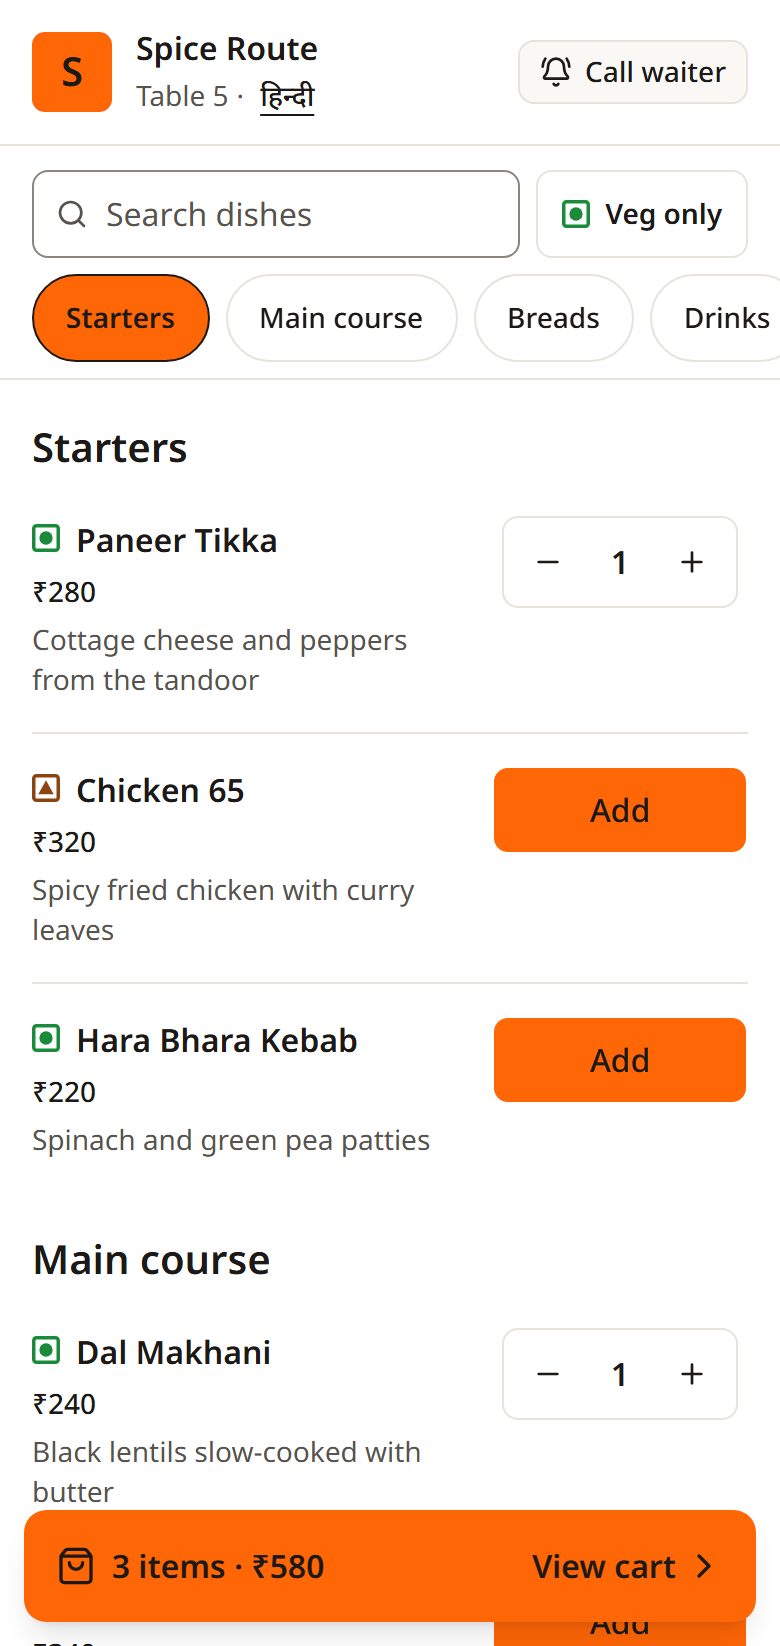 S
Spice Route
Table 5 · हिन्दी
Call waiter
Search dishes
Veg only
Starters
Main course
Breads
Drinks
Starters
Paneer Tikka
1
₹280
Cottage cheese and peppers
from the tandoor
Chicken 65
Add
₹320
Spicy fried chicken with curry
leaves
Hara Bhara Kebab
Add
₹220
Spinach and green pea patties
Main course
Dal Makhani
1
₹240
Black lentils slow-cooked with
butter
3 items · ₹580
View cart
Add